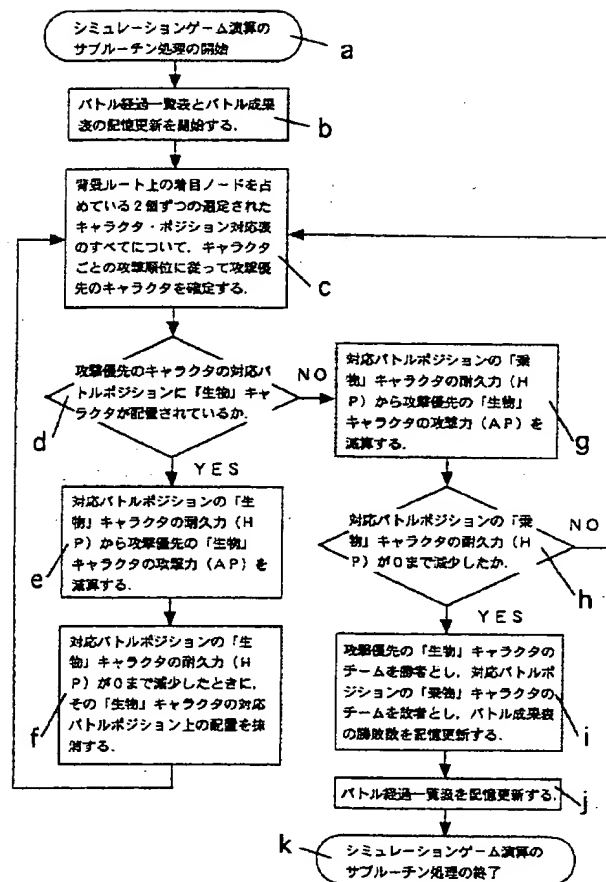 シミュレーションゲーム演算の
サブルーチン処理の開始
a
バトル経過一覧表とバトル成果
表の記憶更新を開始する.
b
背景ルート上の着目ノードを占
めている2個ずつの選定された
キャラクタ・ポジション対応表
のすべてについて,キャラクタ
ごとの攻撃順位に従って攻撃優
先のキャラクタを確定する.
c
攻撃優先のキャラクタの対応バ
トルポジションに『生物」キャ
ラクタが配置されているか.
d
NO
YES
対応バトルポジションの「生
物」キャラクタの耐久力(H
P)から攻撃優先の「生物」
キャラクタの攻撃力(AP)を
減算する.
e
対応バトルポジションの「生
物」キャラクタの耐久力(H
P)が0まで減少したときに,
その「生物」キャラクタの対応
バトルポジション上の配置を抹
消する.
f
対応バトルポジションの「乗
物」キャラクタの耐久力(H
P)から攻撃優先の「生物」
キャラクタの攻撃力(AP)を
減算する.
g
対応バトルポジションの「乗
物」キャラクタの耐久力(H
P)が0まで減少したか.
NO
h
YES
攻撃優先の「生物」キャラクタの
チームを勝者とし,対応バトルポ
ジションの「乗物」キャラクタの
チームを敗者とし,バトル成果表
の勝敗数を記憶更新する.
i
バトル経過一覧表を記憶更新する.
j
k
シミュレーションゲーム演算の
サブルーチン処理の終了